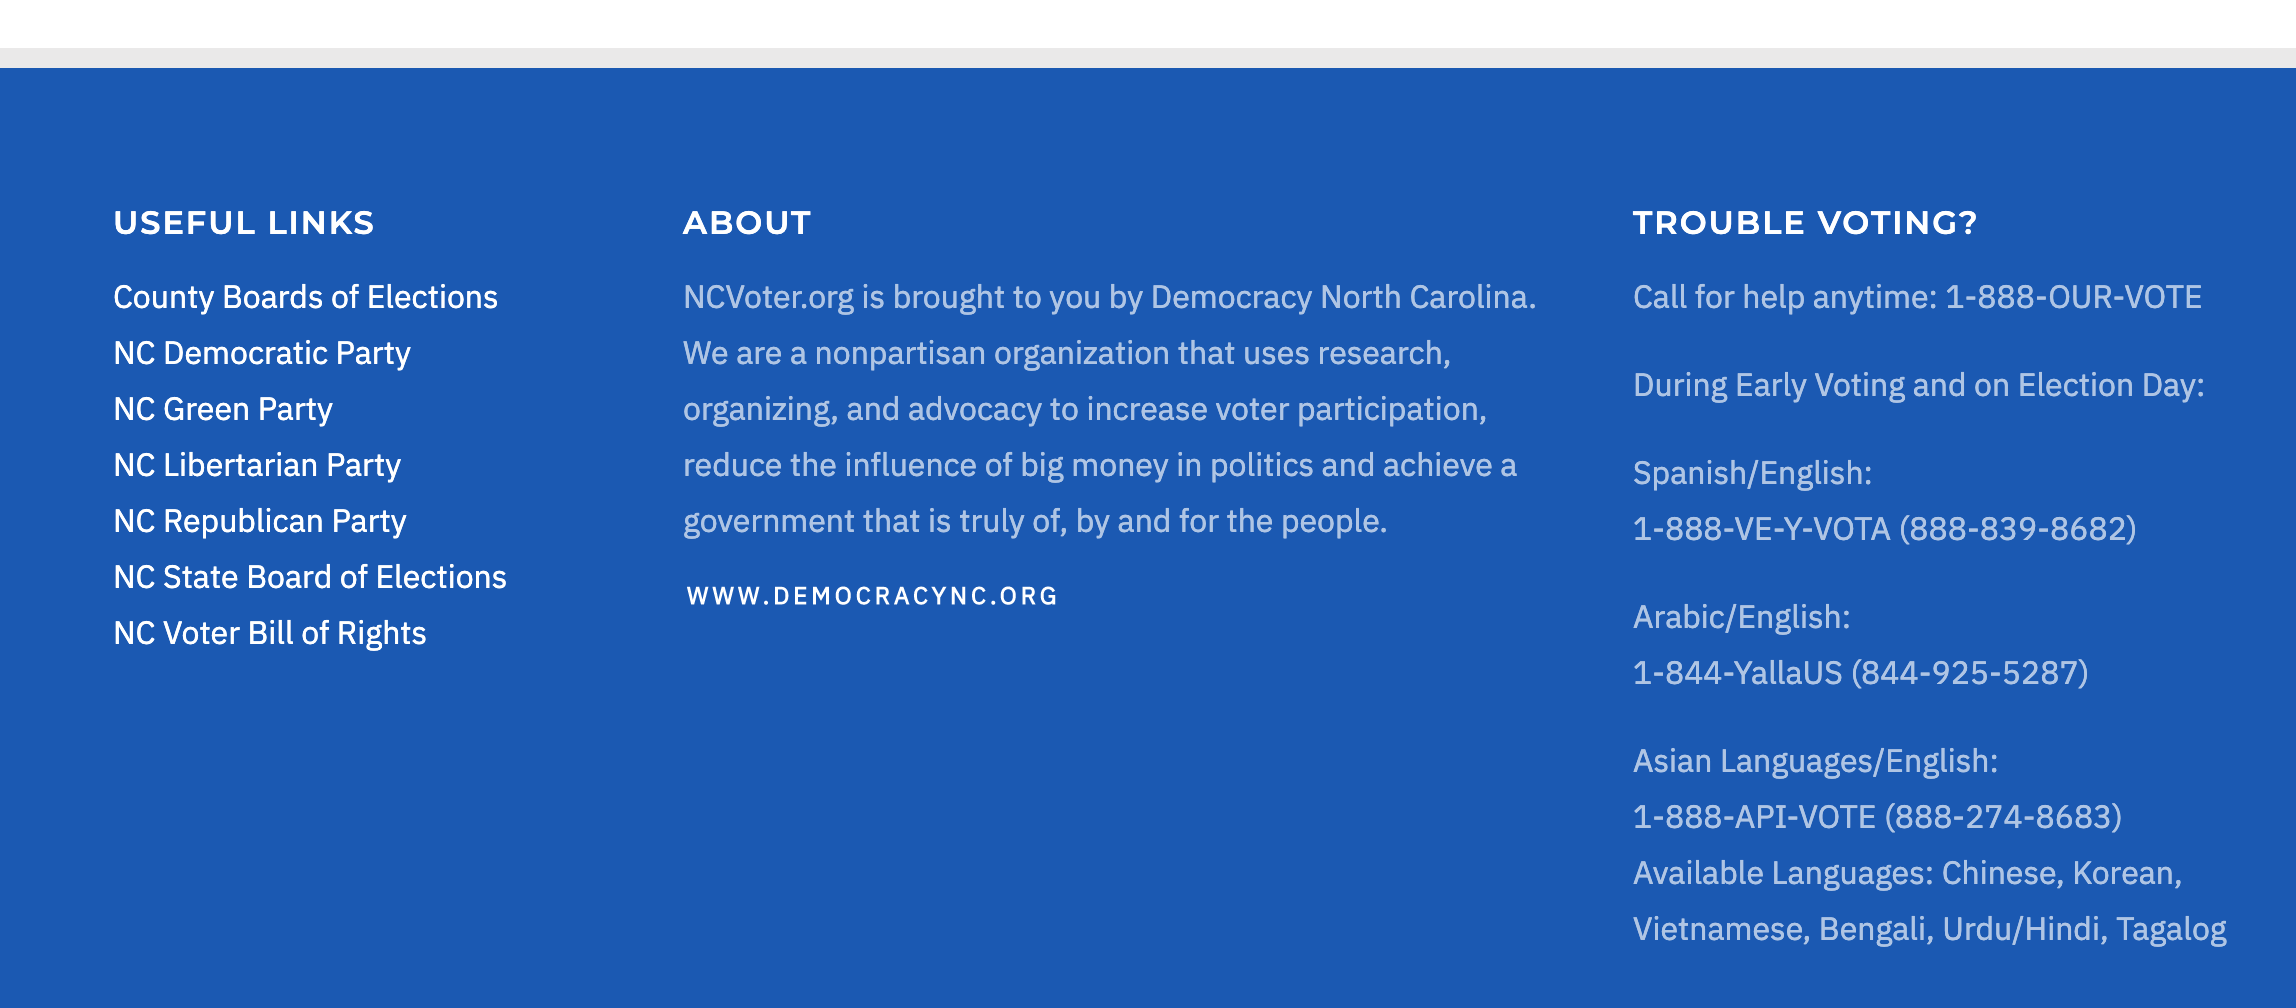 USEFUL LINKS
County Boards of Elections
NC Democratic Party
NC Green Party
NC Libertarian Party
NC Republican Party
NC State Board of Elections
NC Voter Bill of Rights
ABOUT
NCVoter.org is brought to you by Democracy North Carolina.
We are a nonpartisan organization that uses research,
organizing, and advocacy to increase voter participation,
reduce the influence of big money in politics and achieve a
government that is truly of, by and for the people.
WWW.DEMOCRACYNC.ORG
TROUBLE VOTING?
Call for help anytime: 1-888-OUR-VOTE
During Early Voting and on Election Day:
Spanish/English:
1-888-VE-Y-VOTA (888-839-8682)
Arabic/English:
1-844-YallaUS (844-925-5287)
Asian Languages/English:
1-888-API-VOTE (888-274-8683)
Available Languages: Chinese, Korean,
Vietnamese, Bengali, Urdu/Hindi, Tagalog